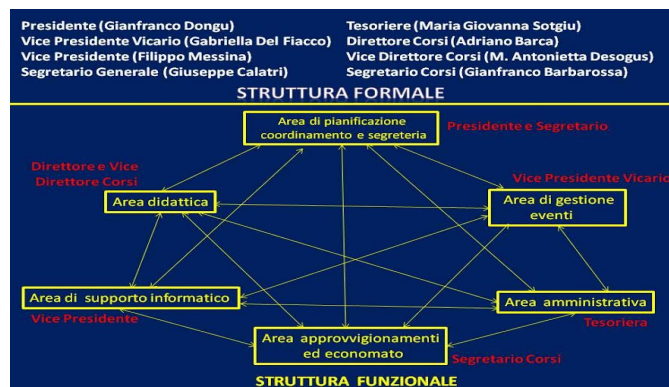 Presidente (Gianfranco Dongu)
Vice Presidente Vicario (Gabriella Del Fiacco)
Vice Presidente (Filippo Messina)
Segretario Generale (Giuseppe Calatri)
Tesoriere (Maria Giovanna Sotgiu)
Direttore Corsi (Adriano Barca)
Vice Direttore Corsi (M. Antonietta Desogus)
Segretario Corsi (Gianfranco Barbarossa)
STRUTTURA FORMALE
Area di pianificazione
coordinamento e segreteria
Presidente e Segretario
Direttore e Vice
Direttore Corsi
Area didattica
Vice Presidente Vicario
Area di gestione
eventi
Area di supporto informatico
Vice Presidente
Area amministrativa
Tesoriera
Area approvvigionamenti
ed economato
Segretario Corsi
STRUTTURA FUNZIONALE